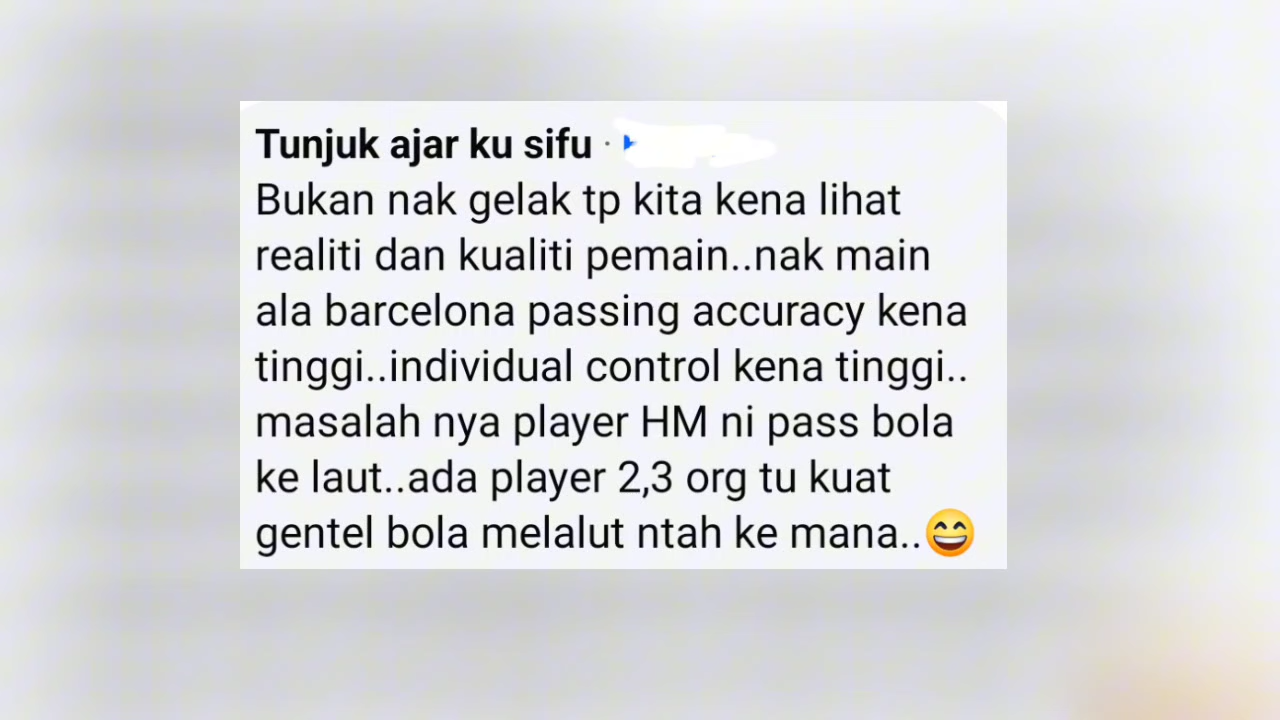 Tunjuk ajar ku sifu ·
Bukan nak gelak tp kita kena lihat
realiti dan kualiti pemain..nak main
ala barcelona passing accuracy kena
tinggi..individual control kena tinggi..
masalah nya player HM ni pass bola
ke laut..ada player 2,3 org tu kuat
gentel bola melalut ntah ke mana..😄